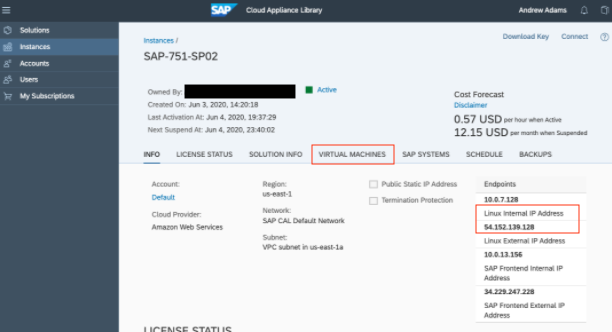 SAP Cloud Appliance Library
Andrew Adams
Solutions
Instances
Accounts
Users
My Subscriptions
Instances /
Download Key Connect
SAP-751-SP02
Owned By:
Active
Created On: Jun 3, 2020, 14:20:18
Last Activation At: Jun 4, 2020, 19:37:29
Next Suspend At: Jun 4, 2020, 23:40:02
Cost Forecast
Disclaimer
0.57 USD per hour when Active
12.15 USD per month when Suspended
INFO LICENSE STATUS SOLUTION INFO VIRTUAL MACHINES SAP SYSTEMS SCHEDULE BACKUPS
Account:
Default
Cloud Provider:
Amazon Web Services
Region:
us-east-1
Network:
SAP CAL Default Network
Subnet:
VPC subnet in us-east-1a
Public Static IP Address
Termination Protection
Endpoints
10.0.7.128
Linux Internal IP Address
54.152.139.128
Linux External IP Address
10.0.13.156
SAP Frontend Internal IP
Address
34.229.247.228
SAP Frontend External IP
Address
LICENSE STATUS